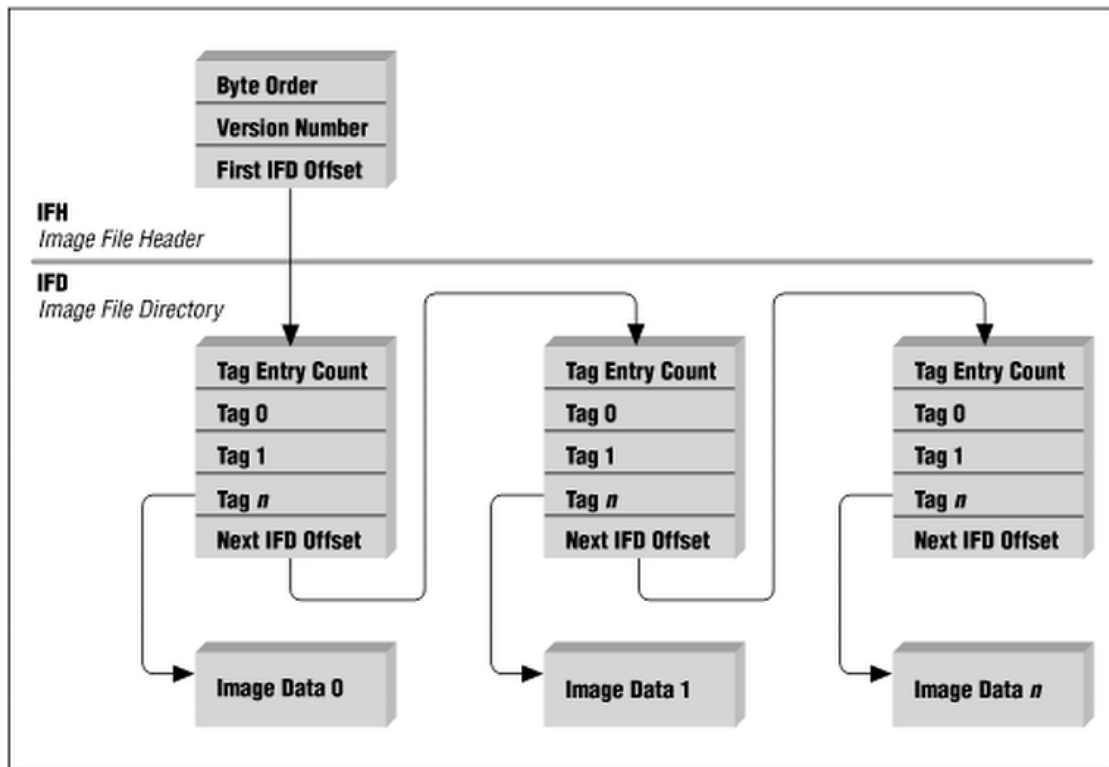 Byte Order
Version Number
First IFD Offset
IFH
Image File Header
IFD
Image File Directory
Tag Entry Count
Tag 0
Tag 1
Tag n
Next IFD Offset
Image Data 0
Tag Entry Count
Tag 0
Tag 1
Tag n
Next IFD Offset
Image Data 1
Tag Entry Count
Tag 0
Tag 1
Tag n
Next IFD Offset
Image Data n